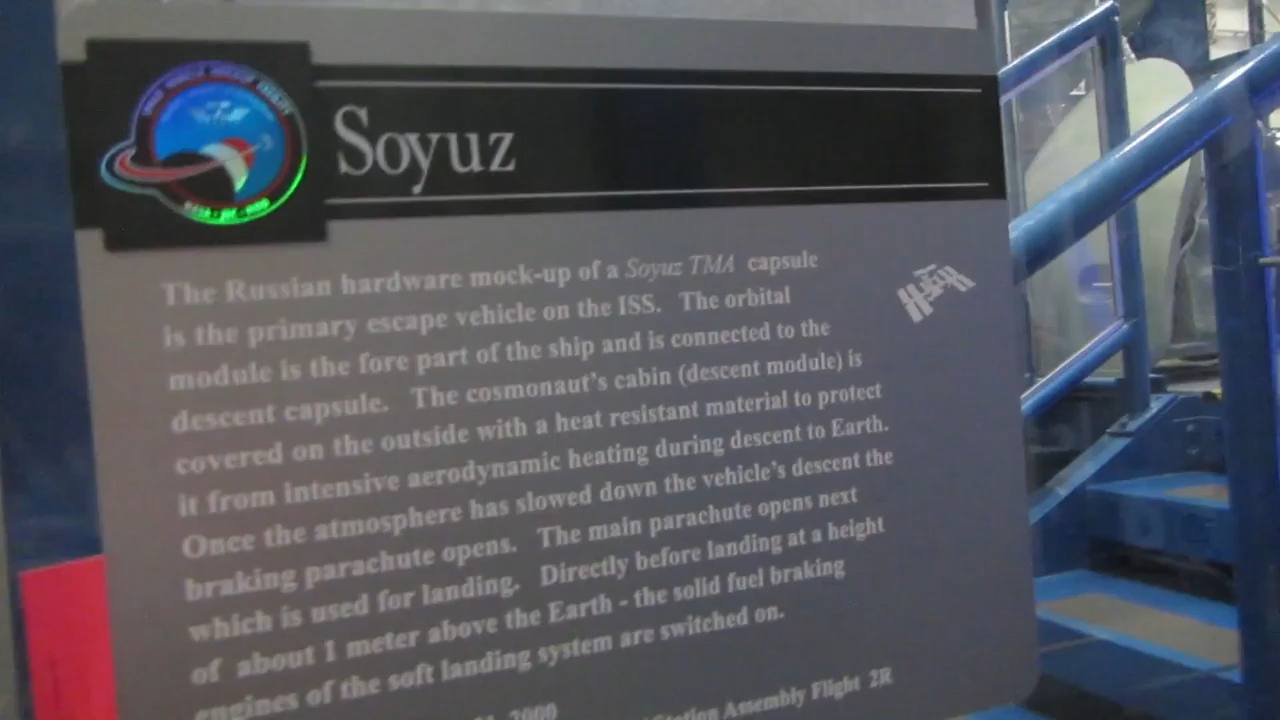 Soyuz
The Russian hardware mock-up of a Soyuz TMA capsule
is the primary escape vehicle on the ISS. The orbital
module is the fore part of the ship and is connected to the
descent capsule. The cosmonaut's cabin (descent module) is
covered on the outside with a heat resistant material to protect
it from intensive aerodynamic heating during descent to Earth.
Once the atmosphere has slowed down the vehicle's descent the
braking parachute opens. The main parachute opens next
which is used for landing. Directly before landing at a height
of about 1 meter above the Earth - the solid fuel braking
engines of the soft landing system are switched on.
2000 Station Assembly Flight 2R